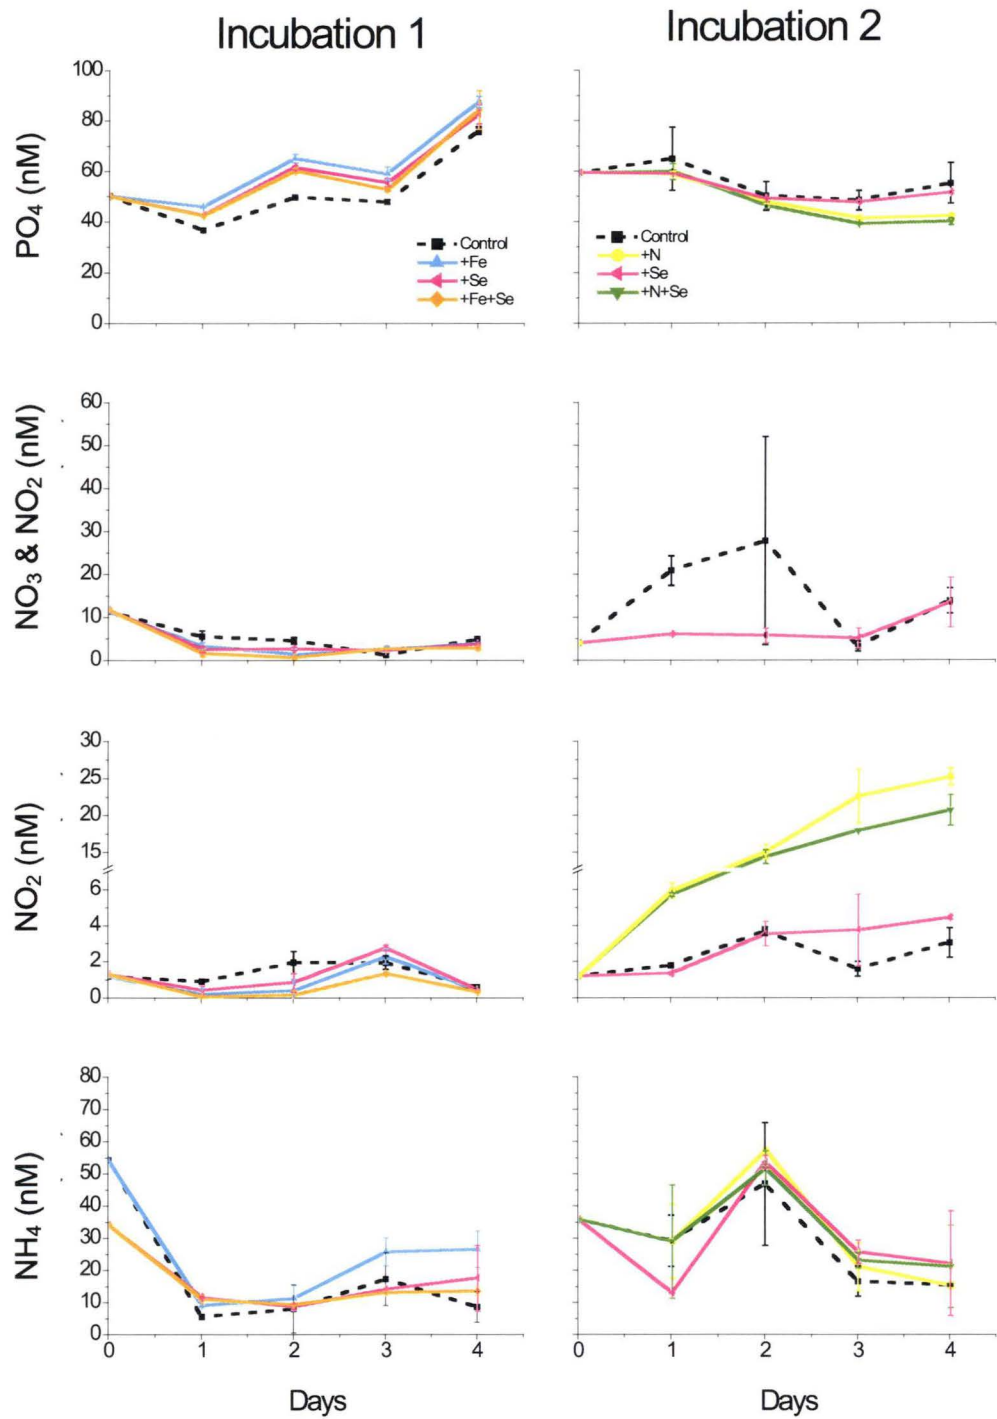 Incubation 1
Incubation 2
PO4 (nM)
100
80
60
40
20
0
Control
+Fe
+Se
+Fe+Se
Control
+N
+Se
+N+Se
NO3 & NO2 (nM)
60
50
40
30
20
10
0
NO2 (nM)
30
25
20
15
6
4
2
0
NH4 (nM)
80
70
60
50
40
30
20
10
0
0 1 2 3 4
0 1 2 3 4
Days
Days